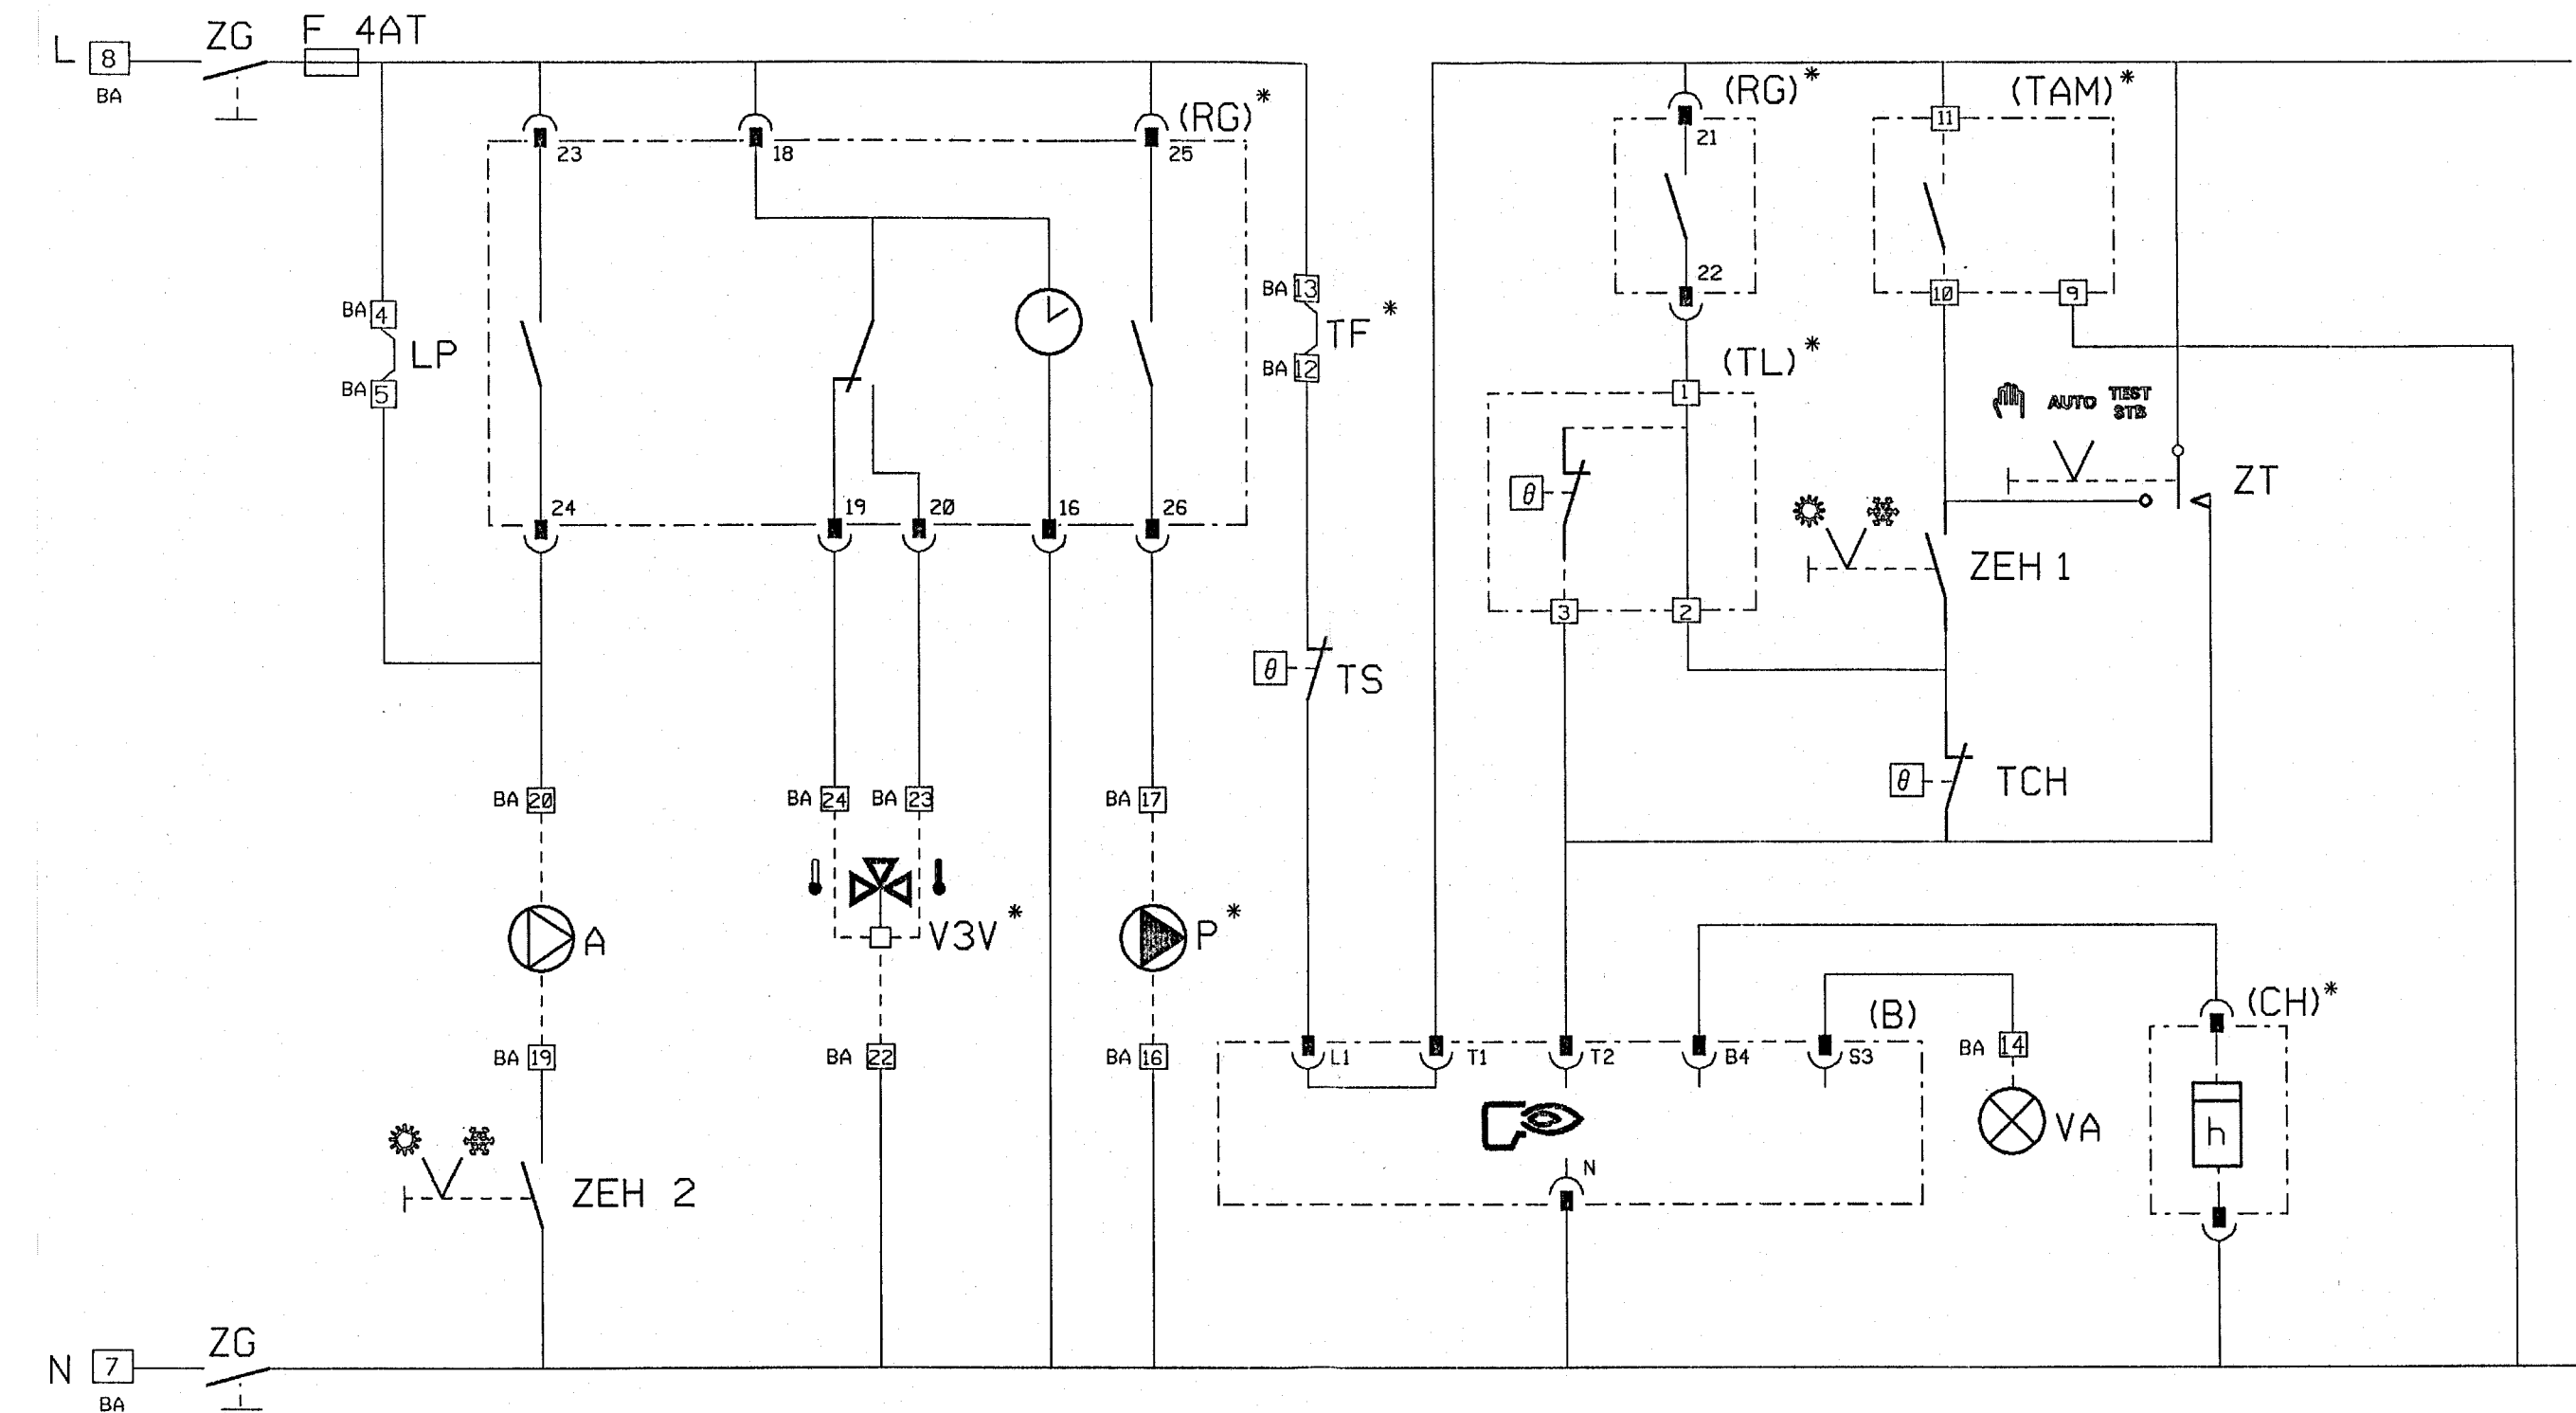 L 8 ZG F 4AT
BA
(RG)* (RG)* (TAM)*
23 18 25 21 11
22 10 9
BA 4 LP
BA 5
BA 13 TF*
BA 12
(TL)*
1
AUTO TEST STB
ZT
θ
24 19 20 16 26
ZEH 1
3 2
θ TS
θ TCH
BA 20 BA 24 BA 23 BA 17
A V3V* P*
BA 19 BA 22 BA 16
(B) (CH)*
L1 T1 T2 B4 S3 BA 14
VA h
N
ZEH 2
N 7 ZG
BA